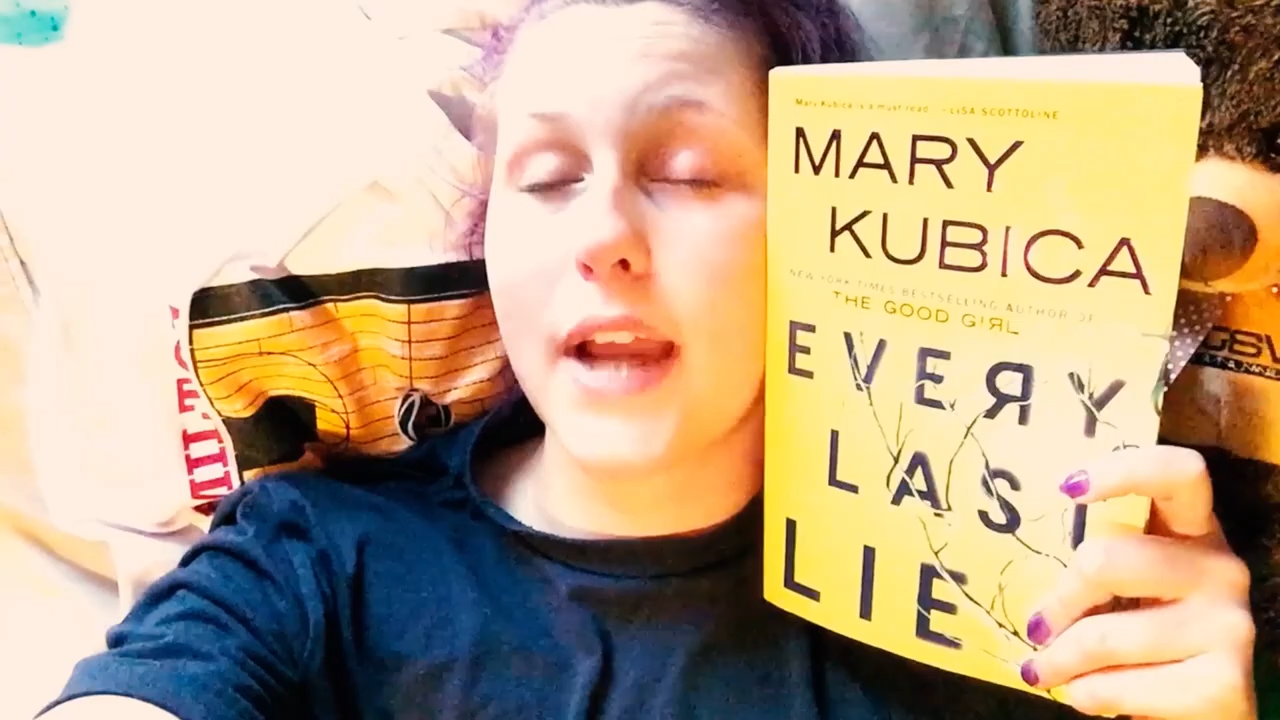 Mary Kubica is a must read. -LISA SCOTTOLINE
MARY
KUBICA
NEW YORK TIMES BESTSELLING AUTHOR OF
THE GOOD GIRL
EVERY
LAST
LIE